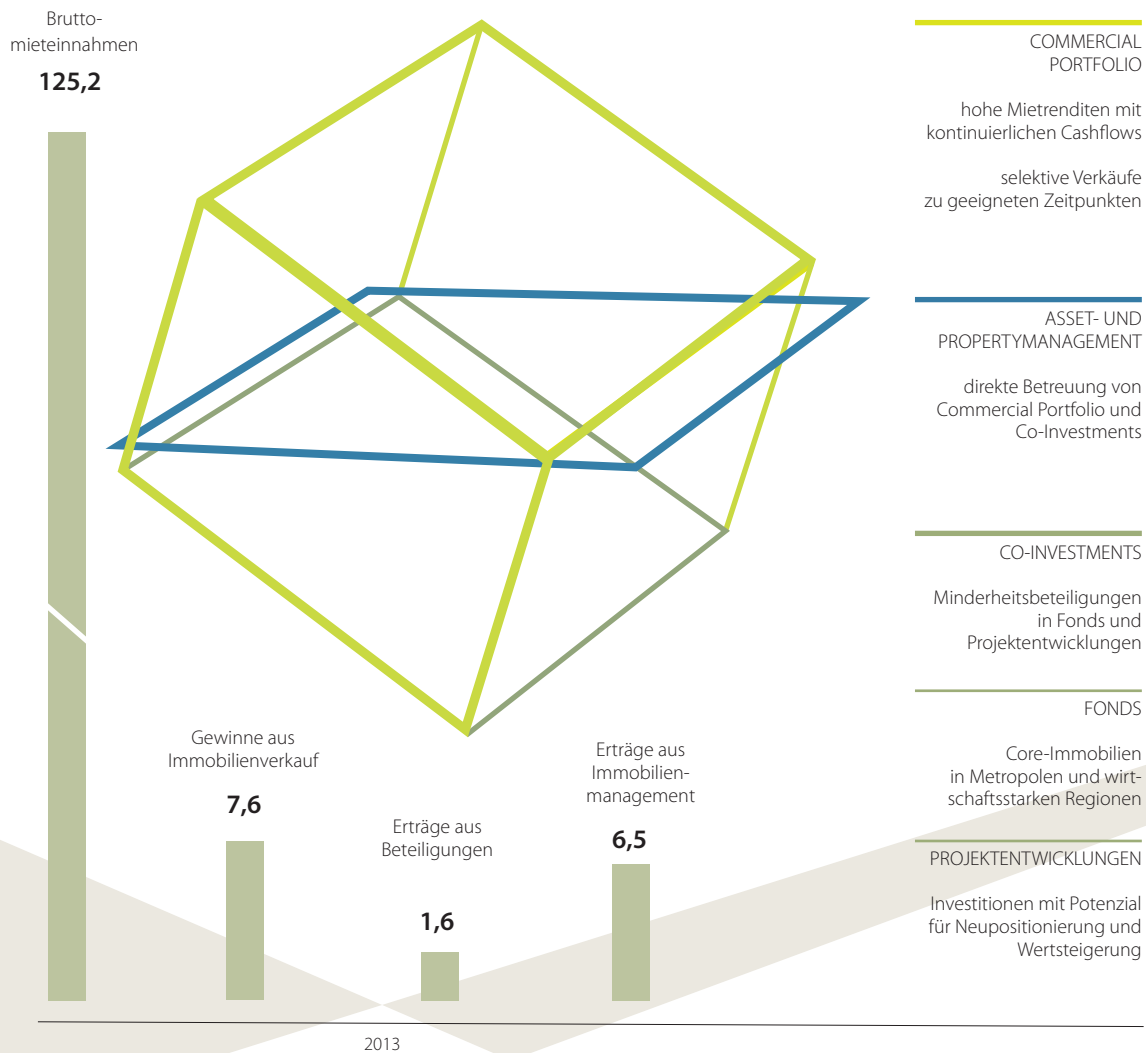 Brutto-
mieteinnahmen
125,2
Gewinne aus
Immobilienverkauf
7,6
Erträge aus
Beteiligungen
1,6
Erträge aus
Immobilien-
management
6,5
2013
COMMERCIAL
PORTFOLIO
hohe Mietrenditen mit
kontinuierlichen Cashflows
selektive Verkäufe
zu geeigneten Zeitpunkten
ASSET- UND
PROPERTYMANAGEMENT
direkte Betreuung von
Commercial Portfolio und
Co-Investments
CO-INVESTMENTS
Minderheitsbeteiligungen
in Fonds und
Projektentwicklungen
FONDS
Core-Immobilien
in Metropolen und wirt-
schaftsstarken Regionen
PROJEKTENTWICKLUNGEN
Investitionen mit Potenzial
für Neupositionierung und
Wertsteigerung